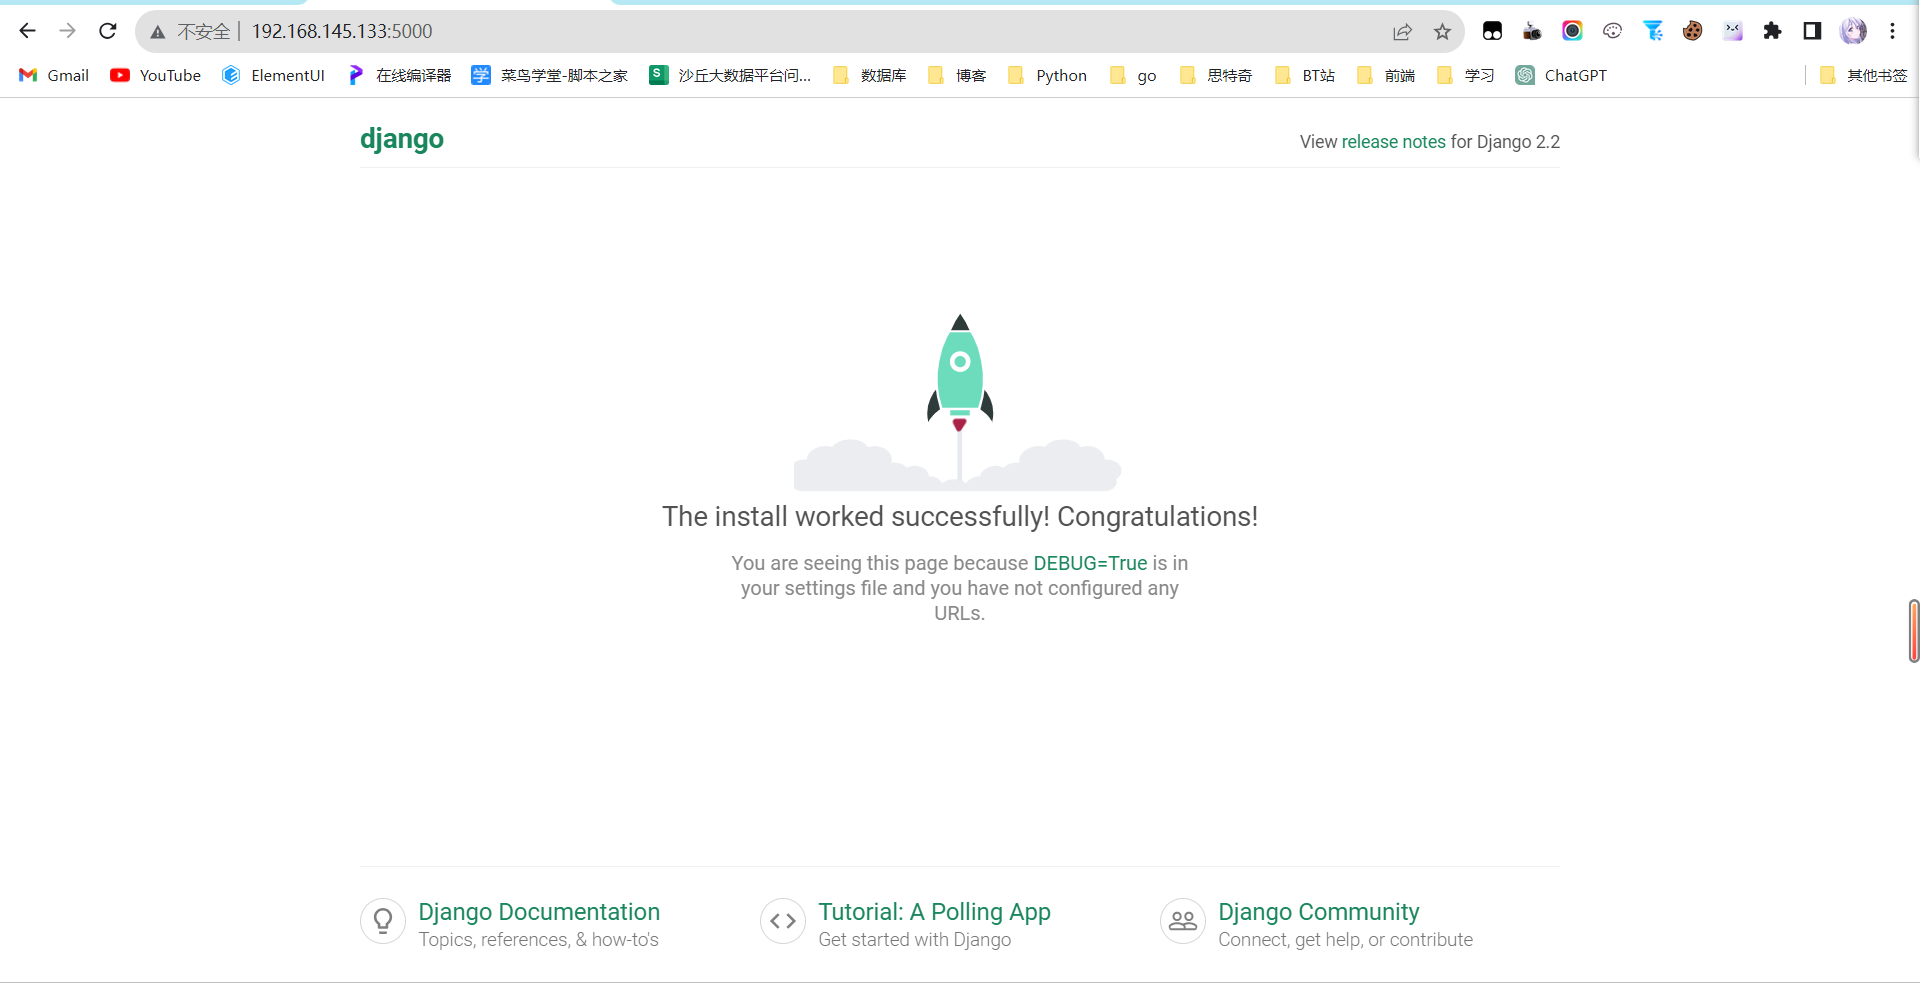 不安全 192.168.145.133:5000
Gmail YouTube ElementUI 在线编译器 菜鸟学堂-脚本之家 沙丘大数据平台问... 数据库 博客 Python go 思特奇 BT站 前端 学习 ChatGPT 其他书签
django View release notes for Django 2.2
The install worked successfully! Congratulations!
You are seeing this page because DEBUG=True is in
your settings file and you have not configured any
URLs.
Django Documentation Tutorial: A Polling App Django Community
Topics, references, & how-to's Get started with Django Connect, get help, or contribute